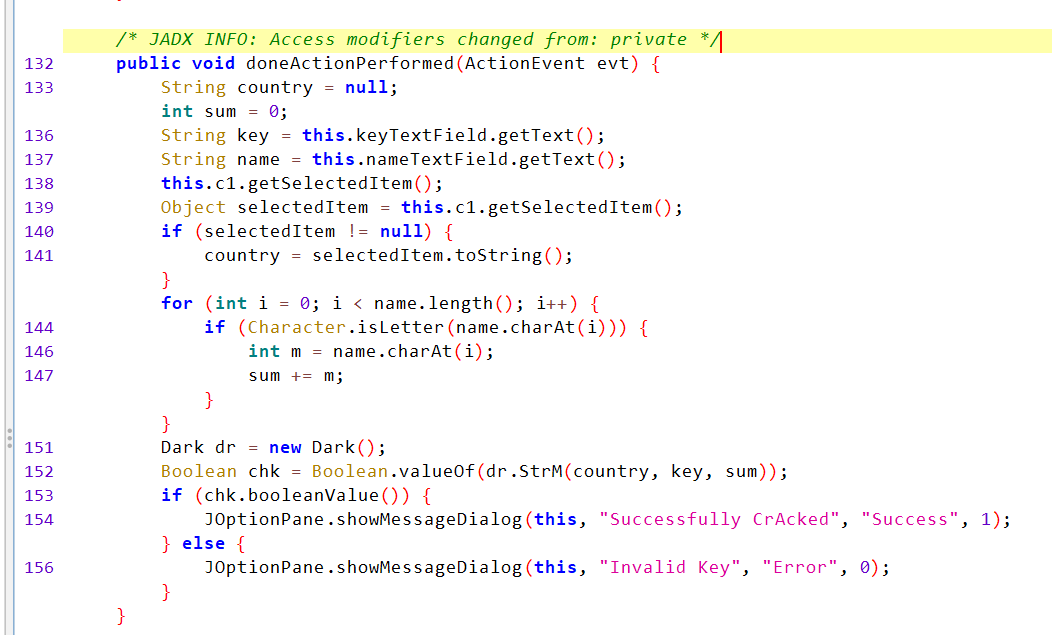 /* JADX INFO: Access modifiers changed from: private */
132 public void doneActionPerformed(ActionEvent evt) {
133 String country = null;
int sum = 0;
136 String key = this.keyTextField.getText();
137 String name = this.nameTextField.getText();
138 this.c1.getSelectedItem();
139 Object selectedItem = this.c1.getSelectedItem();
140 if (selectedItem != null) {
141 country = selectedItem.toString();
}
for (int i = 0; i < name.length(); i++) {
144 if (Character.isLetter(name.charAt(i))) {
146 int m = name.charAt(i);
147 sum += m;
}
}
151 Dark dr = new Dark();
152 Boolean chk = Boolean.valueOf(dr.StrM(country, key, sum));
153 if (chk.booleanValue()) {
154 JOptionPane.showMessageDialog(this, "Successfully CrAcked", "Success", 1);
} else {
156 JOptionPane.showMessageDialog(this, "Invalid Key", "Error", 0);
}
}